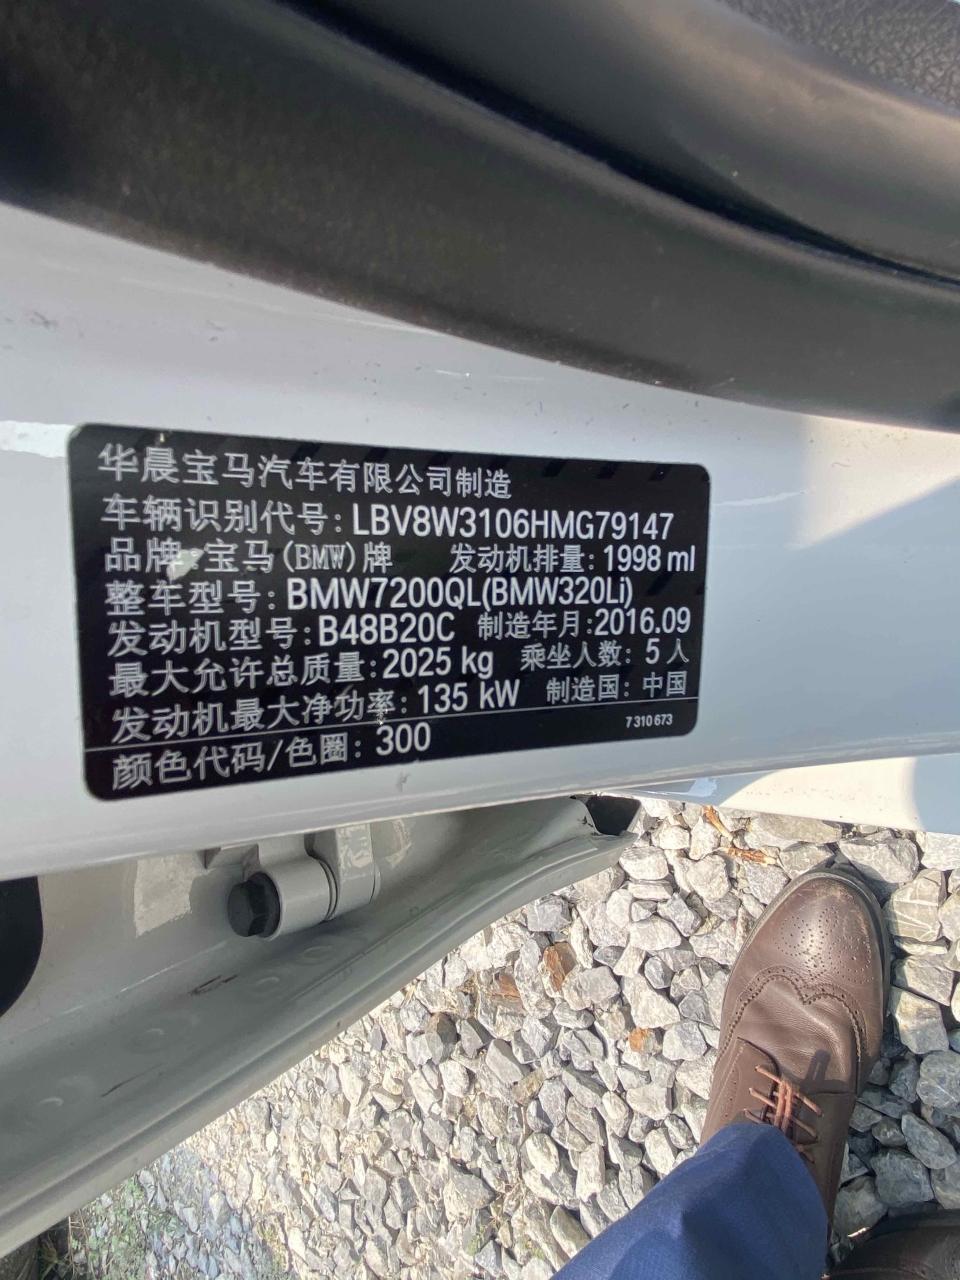 华晨宝马汽车有限公司制造
车辆识别代号: LBV8W3106HMG79147
品牌: 宝马(BMW)牌 发动机排量: 1998 ml
整车型号: BMW7200QL(BMW320Li)
发动机型号: B48B20C 制造年月: 2016.09
最大允许总质量: 2025 kg 乘坐人数: 5 人
发动机最大净功率: 135 kW 制造国: 中国
颜色代码/色圈: 300 7 310 673